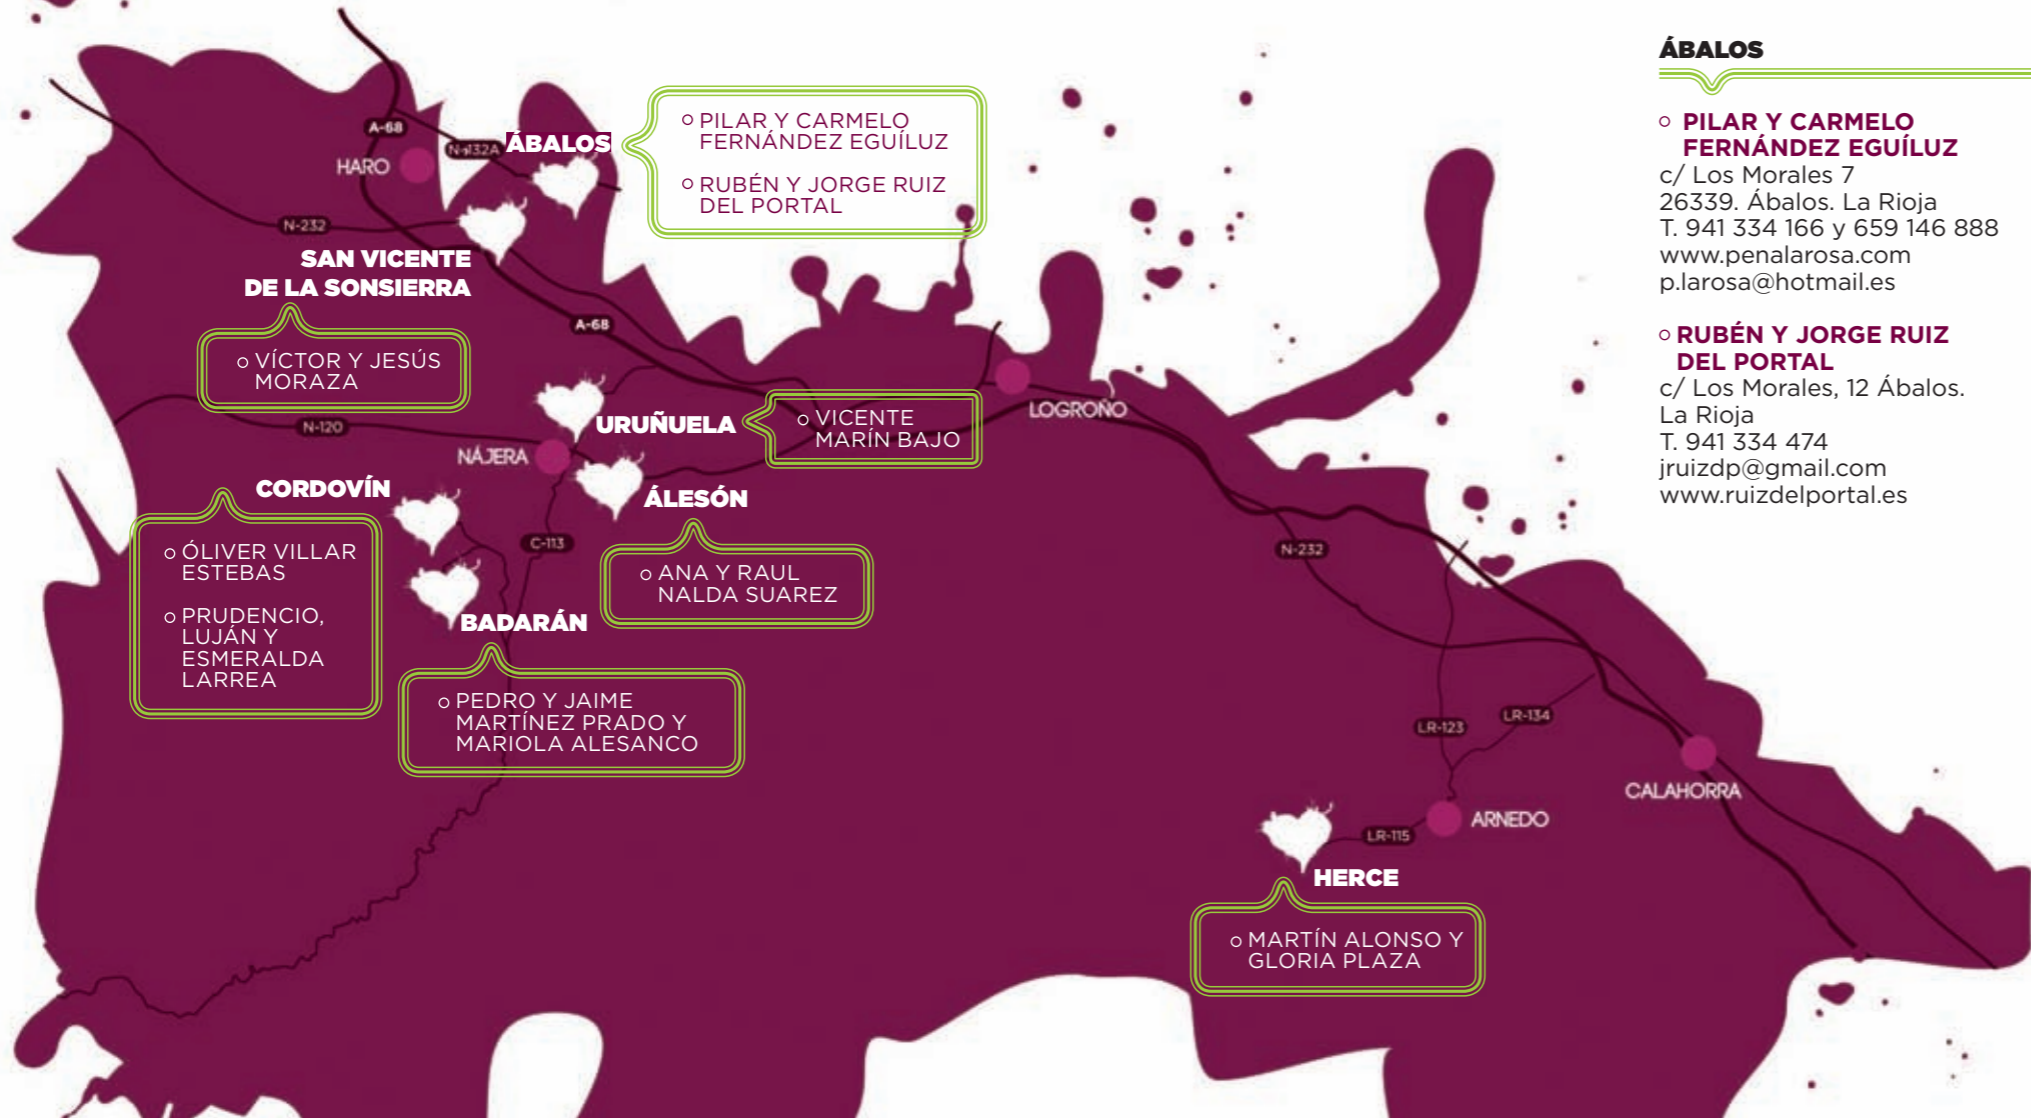 A-68
HARO
N-132A
ÁBALOS
PILAR Y CARMELO
FERNÁNDEZ EGUÍLUZ
RUBÉN Y JORGE RUIZ
DEL PORTAL
N-232
SAN VICENTE
DE LA SONSIERRA
VÍCTOR Y JESÚS
MORAZA
A-68
N-120
NÁJERA
URUÑUELA
VICENTE
MARÍN BAJO
LOGROÑO
CORDOVÍN
ÓLIVER VILLAR
ESTEBAS
PRUDENCIO,
LUJÁN Y
ESMERALDA
LARREA
C-113
ÁLESÓN
ANA Y RAUL
NALDA SUAREZ
BADARÁN
PEDRO Y JAIME
MARTÍNEZ PRADO Y
MARIOLA ALESANCO
N-232
LR-123
LR-134
CALAHORRA
ARNEDO
LR-115
HERCE
MARTÍN ALONSO Y
GLORIA PLAZA
ÁBALOS
PILAR Y CARMELO
FERNÁNDEZ EGUÍLUZ
c/ Los Morales 7
26339. Ábalos. La Rioja
T. 941 334 166 y 659 146 888
www.penalarosa.com
p.larosa@hotmail.es
RUBÉN Y JORGE RUIZ
DEL PORTAL
c/ Los Morales, 12 Ábalos.
La Rioja
T. 941 334 474
jruizdp@gmail.com
www.ruizdelportal.es